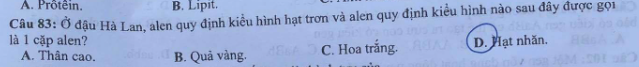 A. Prôtêin. B. Lipit.
Câu 83: Ở đậu Hà Lan, alen quy định kiểu hình hạt trơn và alen quy định kiểu hình nào sau đây được gọi
là 1 cặp alen?
A. Thân cao. B. Quả vàng. C. Hoa trắng. D. Hạt nhăn.